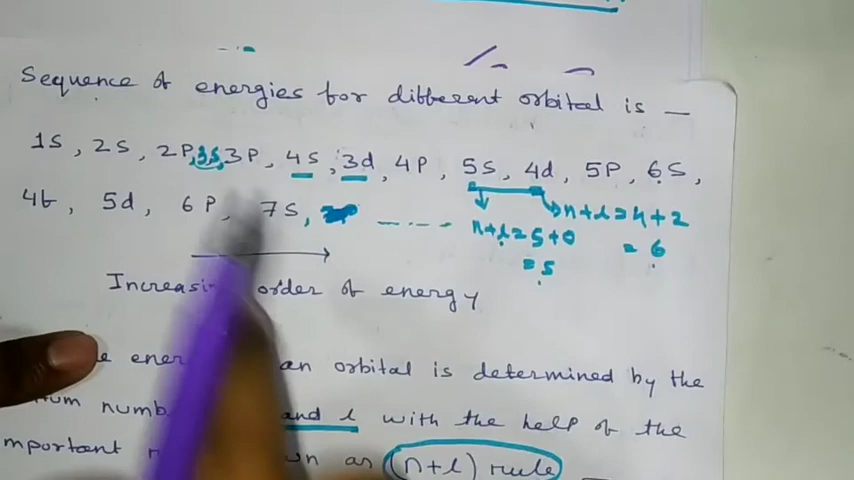 Sequence of energies for different orbital is —
1S, 2S, 2P, 3S, 3P, 4S, 3d, 4P, 5S, 4d, 5P, 6S,
4f, 5d, 6P, 7S, ------
n+l=5+0
= 5
n+l=4+2
= 6
Increasing order of energy
an orbital is determined by the
and l with the help of the
as (n+l) rule —